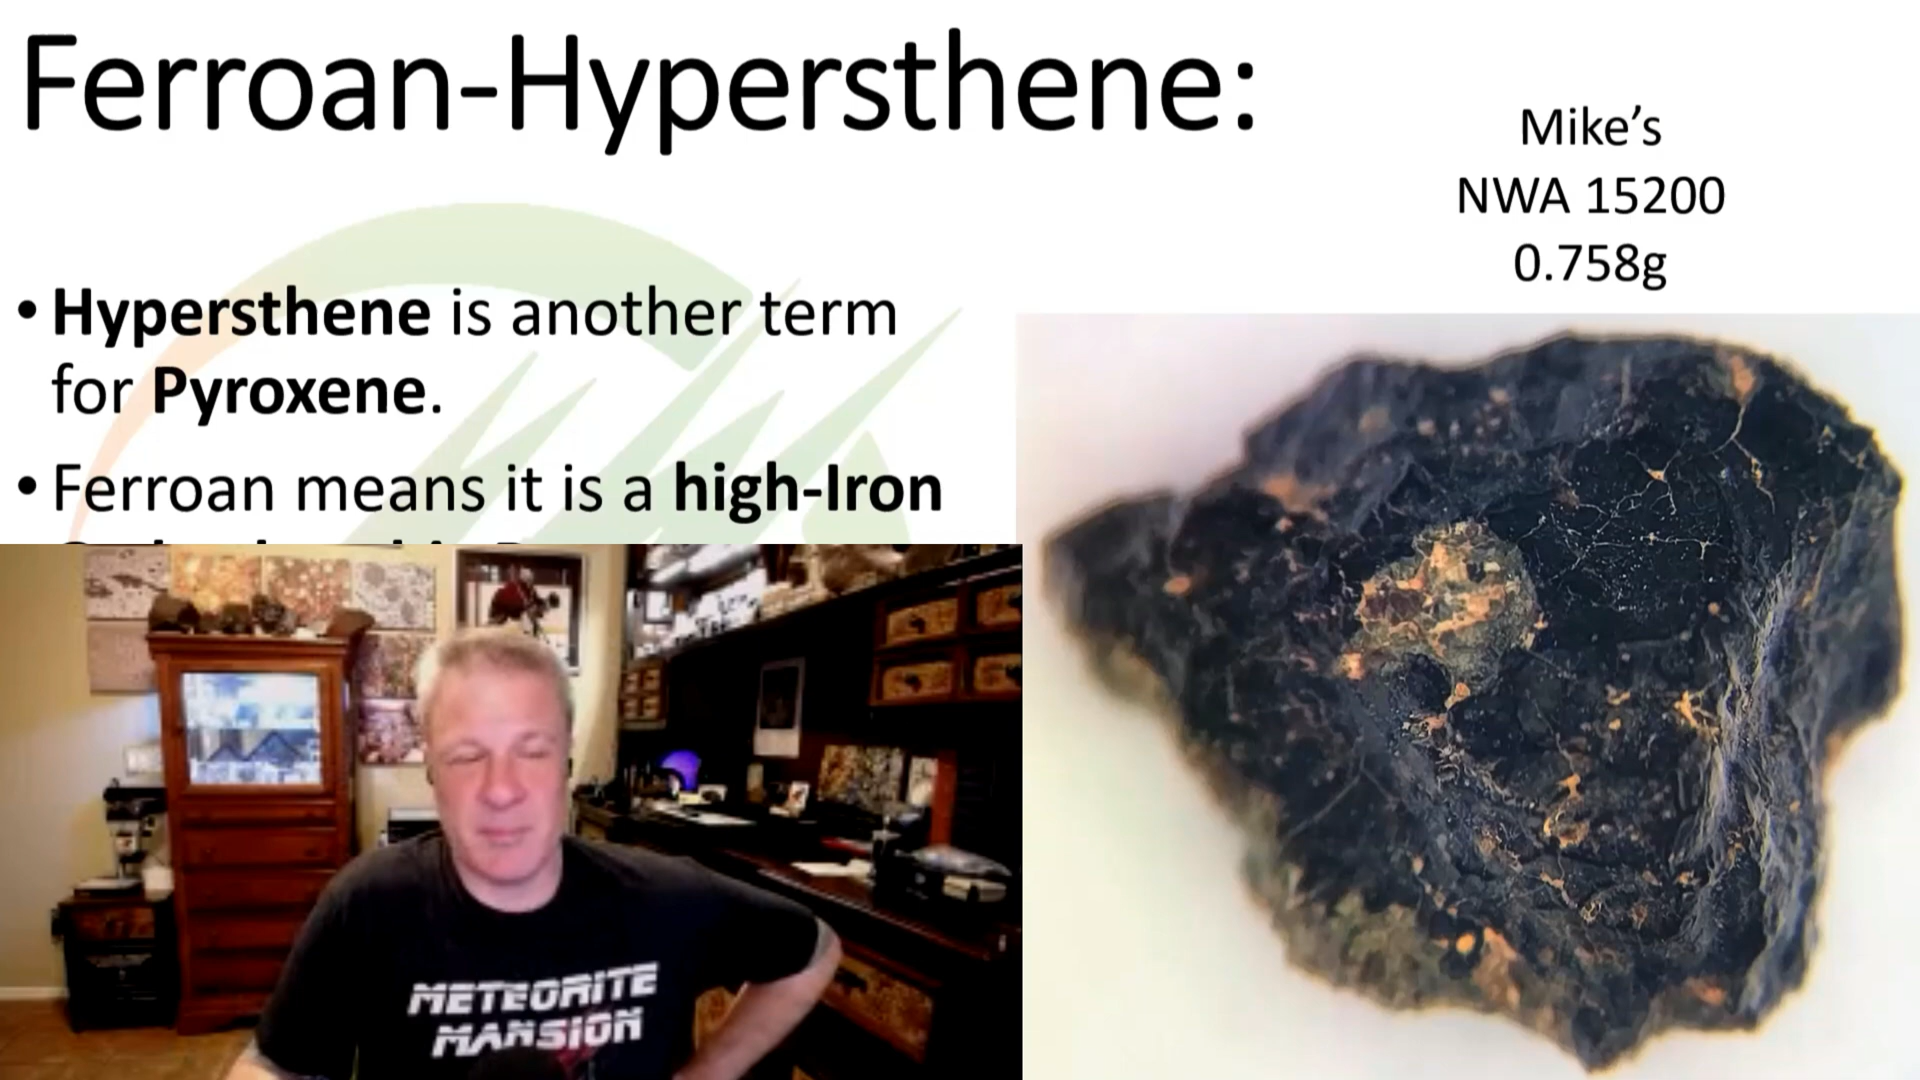 Ferroan-Hypersthene:
Mike's
NWA 15200
0.758g
• Hypersthene is another term
for Pyroxene.
• Ferroan means it is a high-Iron
METEORITE
MANSION